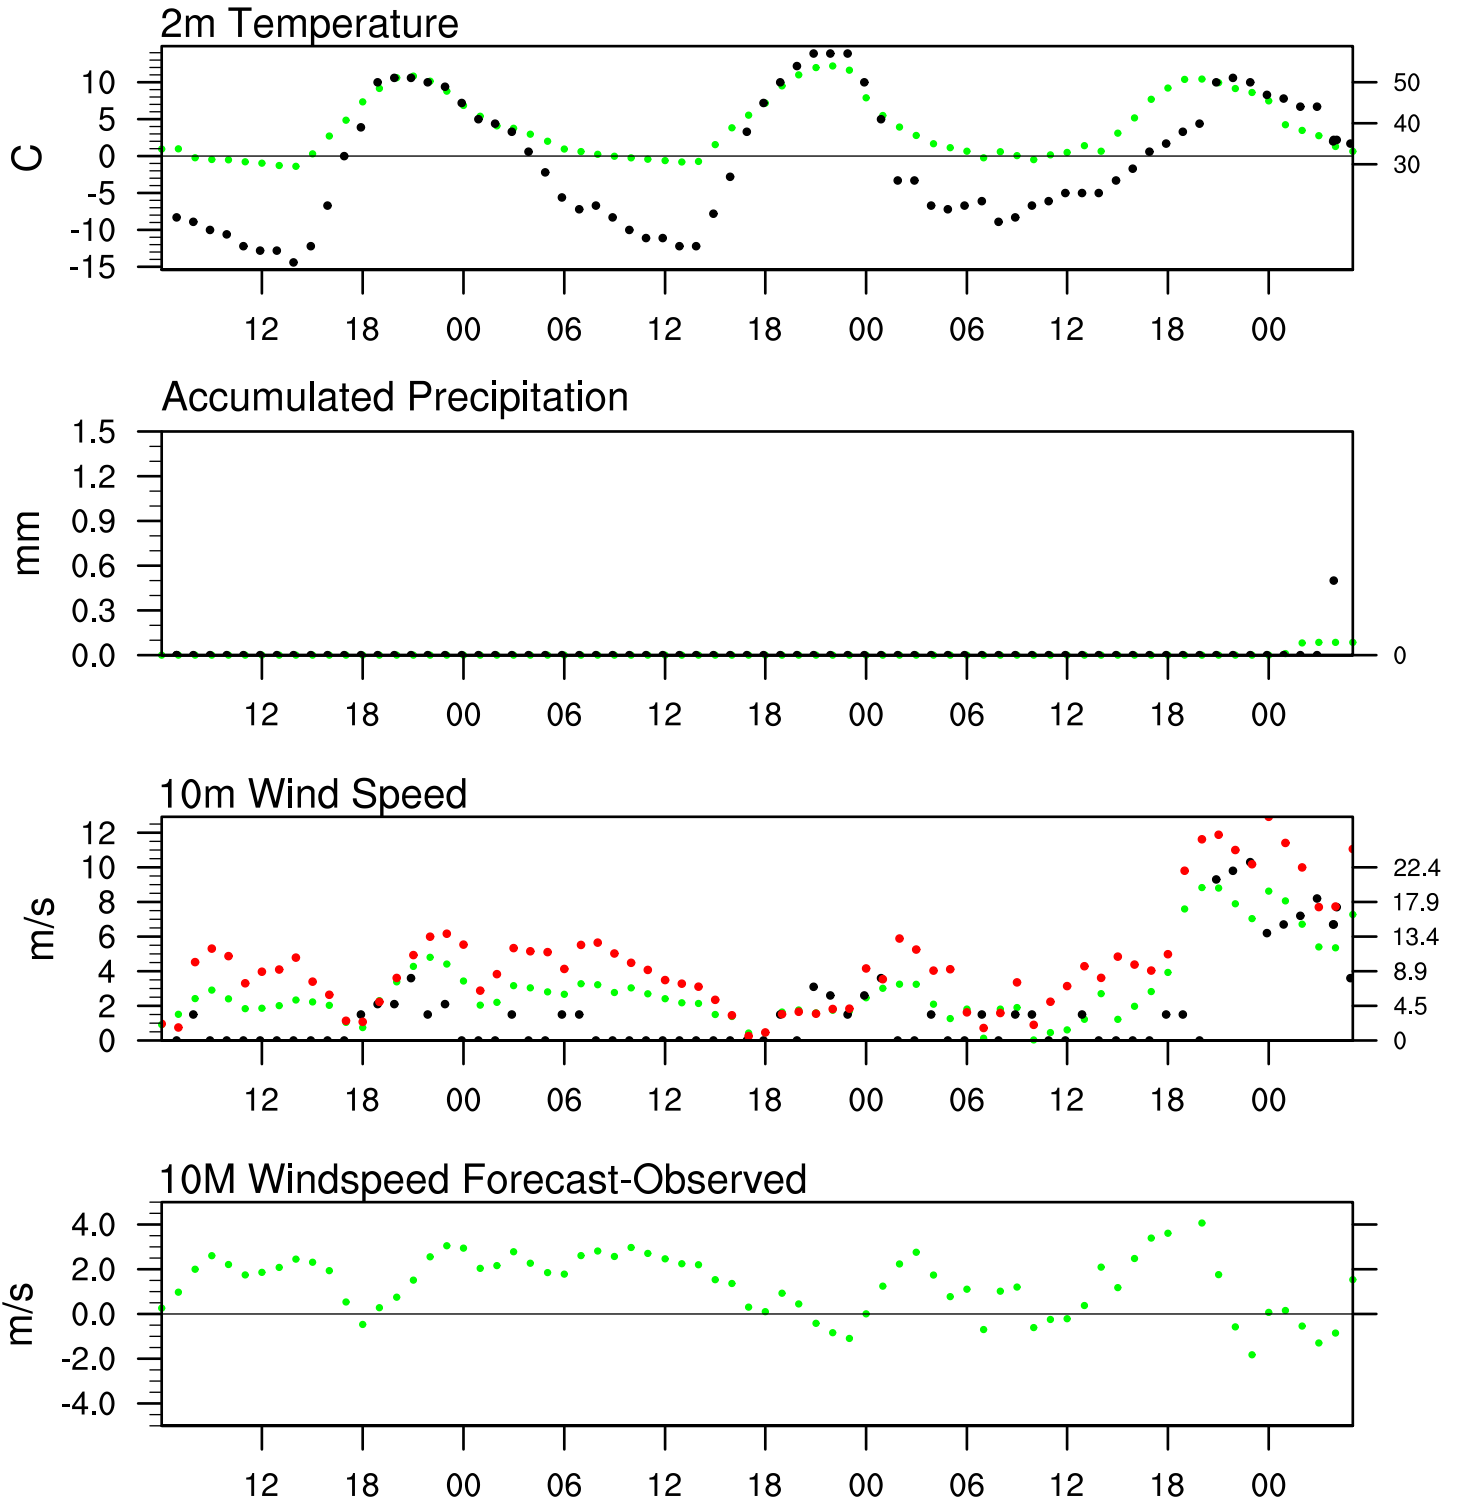 2m Temperature
C
10
5
0
-5
-10
-15
50
40
30
12 18 00 06 12 18 00 06 12 18 00
Accumulated Precipitation
mm
1.5
1.2
0.9
0.6
0.3
0.0
0
12 18 00 06 12 18 00 06 12 18 00
10m Wind Speed
m/s
12
10
8
6
4
2
0
22.4
17.9
13.4
8.9
4.5
0
12 18 00 06 12 18 00 06 12 18 00
10M Windspeed Forecast-Observed
m/s
4.0
2.0
0.0
-2.0
-4.0
12 18 00 06 12 18 00 06 12 18 00